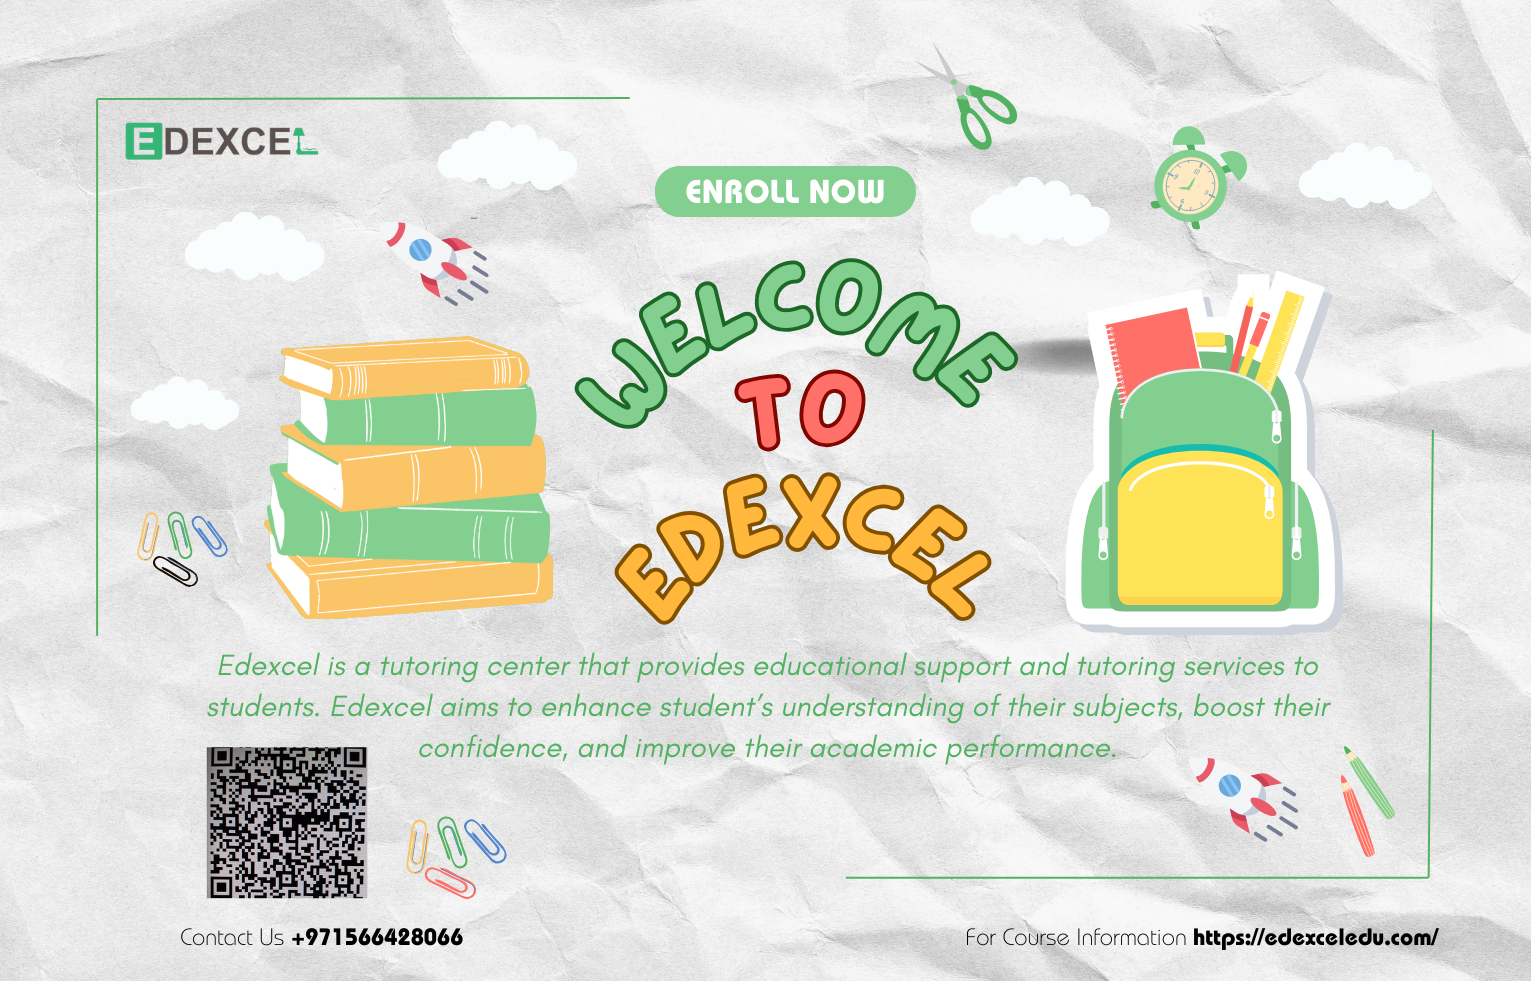 EDEXCEL
ENROLL NOW
WELCOME
TO
EDEXCEL
Edexcel is a tutoring center that provides educational support and tutoring services to
students. Edexcel aims to enhance student's understanding of their subjects, boost their
confidence, and improve their academic performance.
Contact Us +971566428066
For Course Information https://edexceledu.com/